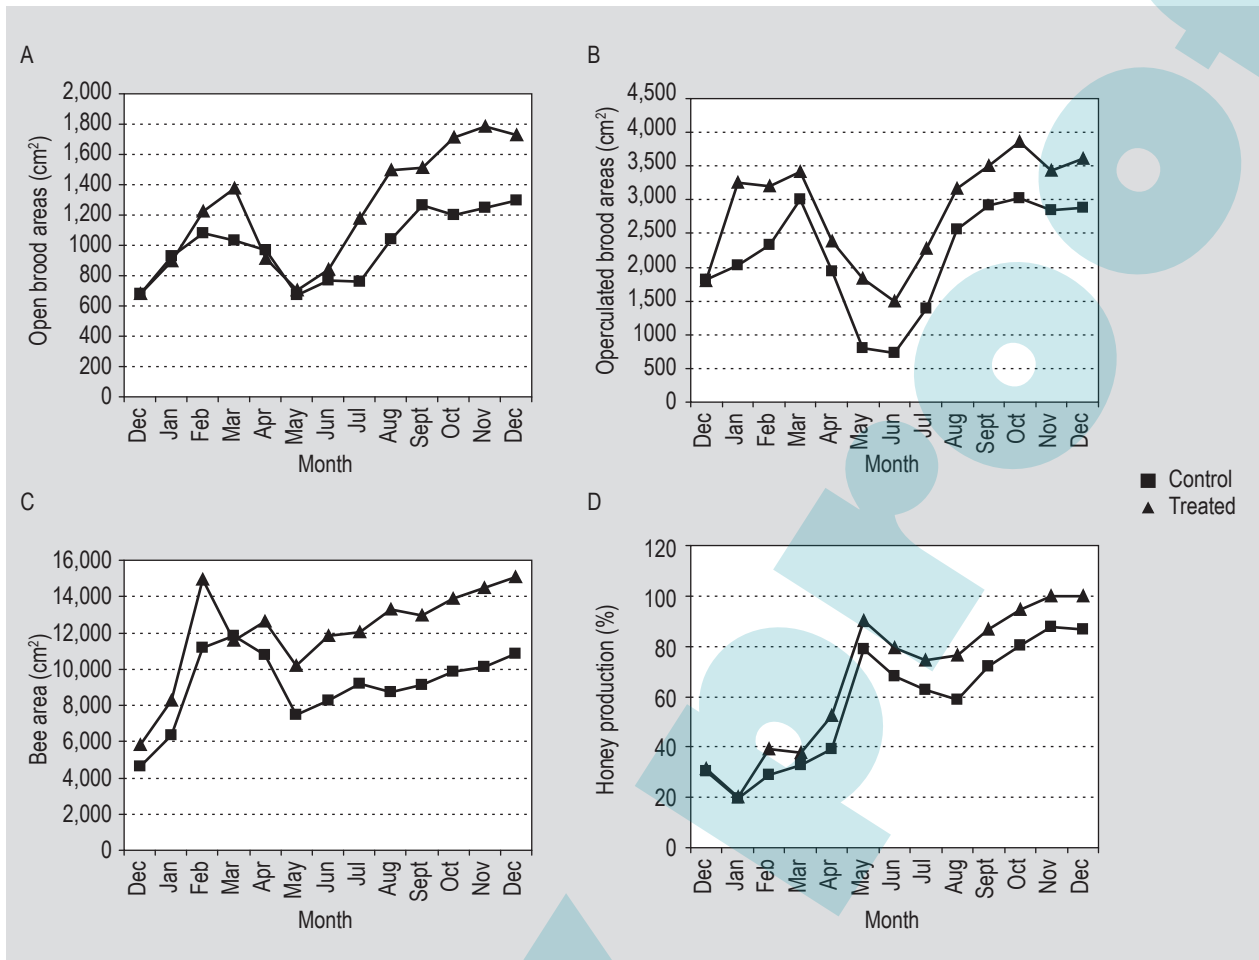 A
Open brood areas (cm²)
2,000
1,800
1,600
1,400
1,200
1000
800
600
400
200
0
Dec
Jan
Feb
Mar
Apr
May
Jun
Jul
Aug
Sept
Oct
Nov
Dec
Month
B
Operculated brood areas (cm²)
4,500
4,000
3,500
3,000
2,500
2,000
1,500
1000
500
0
Dec
Jan
Feb
Mar
Apr
May
Jun
Jul
Aug
Sept
Oct
Nov
Dec
Month
Control
Treated
C
Bee area (cm²)
16,000
14,000
12,000
10,000
8,000
6,000
4,000
2,000
0
Dec
Jan
Feb
Mar
Apr
May
Jun
Jul
Aug
Sept
Oct
Nov
Dec
Month
D
Honey production (%)
120
100
80
60
40
20
0
Dec
Jan
Feb
Mar
Apr
May
Jun
Jul
Aug
Sept
Oct
Nov
Dec
Month